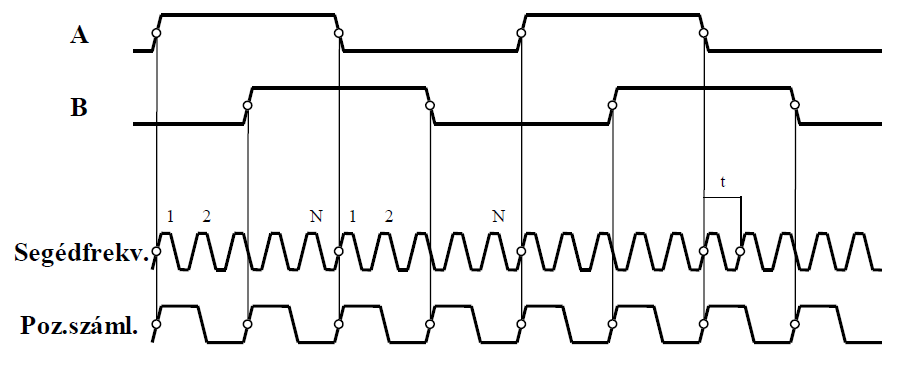 A
B
t
1 2 N 1 2 N
Segédfrekv.
Poz.száml.